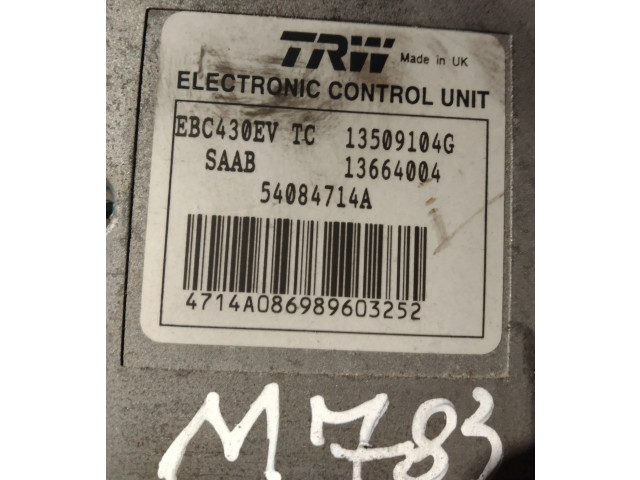 TRW Made in UK
ELECTRONIC CONTROL UNIT
EBC430EV TC 13509104G
SAAB 13664004
54084714A
4714A086989603252
M783